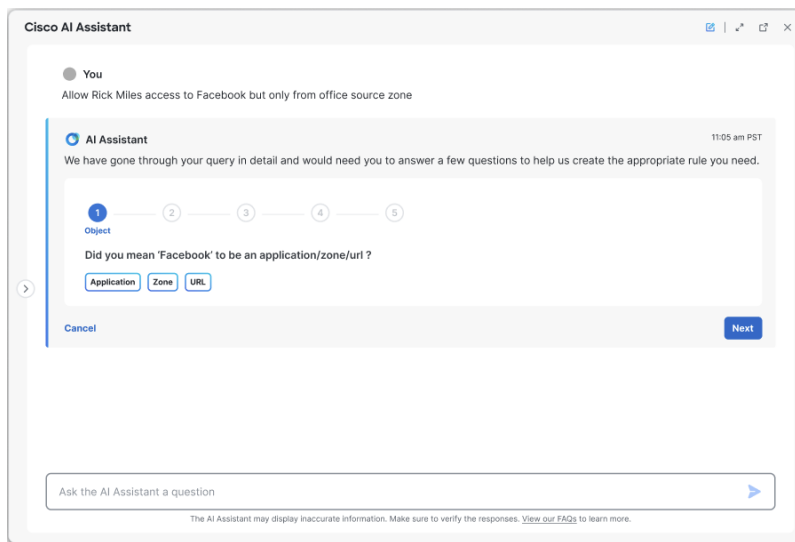 Cisco AI Assistant
You
Allow Rick Miles access to Facebook but only from office source zone
AI Assistant
11:05 am PST
We have gone through your query in detail and would need you to answer a few questions to help us create the appropriate rule you need.
1 2 3 4 5
Object
Did you mean ‘Facebook’ to be an application/zone/url ?
Application Zone URL
Cancel Next
Ask the AI Assistant a question
The AI Assistant may display inaccurate information. Make sure to verify the responses. View our FAQs to learn more.